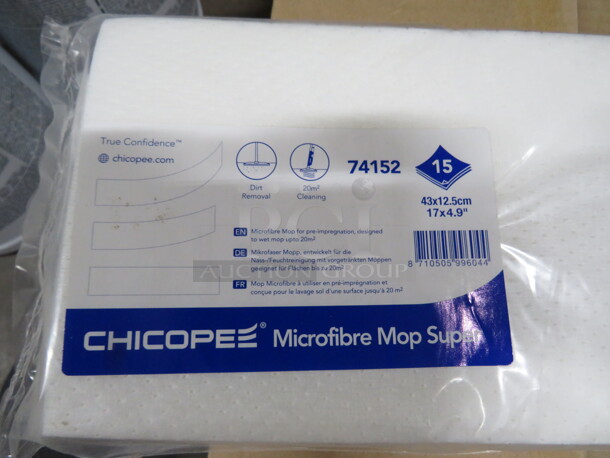 True Confidence™
chicopee.com
Dirt
Removal
20m²
Cleaning
74152
15
43x12.5cm
17x4.9"
EN Microfibre Mop for pre-impregnation, designed
to wet mop upto 20m²
DE Mikrofaser Mopp, entwickelt für die
Nass-/Feuchtreinigung mit vorgetränkten Moppen
geeignet für Flächen bis zu 20m²
FR Mop Microfibre à utiliser en pré-imprégnation et
conçue pour le lavage sol d'une surface jusqu'à 20 m²
8 710505 996044
PCI
AUCTION GROUP
CHICOPEE® Microfibre Mop Super